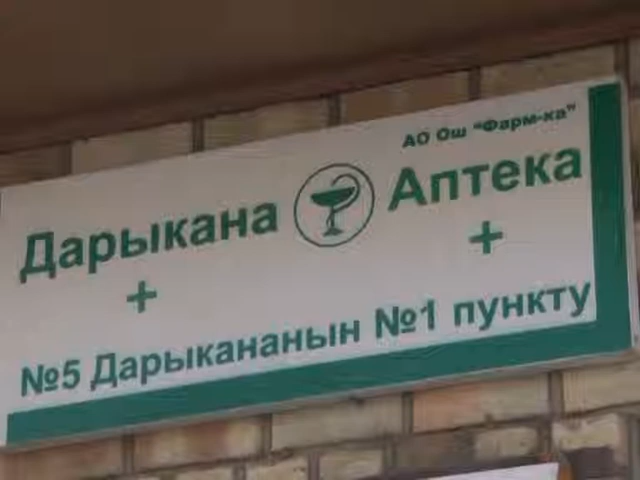 АО Ош "Фарм-ка"
Дарыкана Аптека
№5 Дарыкананын №1 пункту